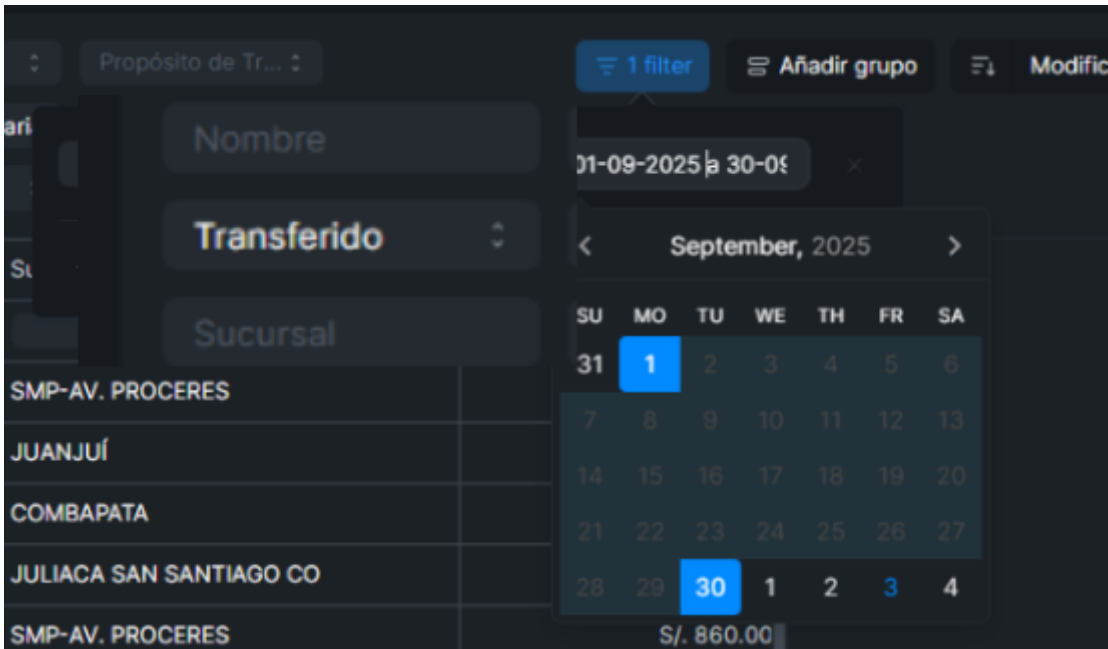 Propósito de Tr...
1 filter
Añadir grupo
Modific
ari
Nombre
01-09-2025 a 30-09
Transferido
Su
Sucursal
September, 2025
SU MO TU WE TH FR SA
31 1 2 3 4 5 6
7 8 9 10 11 12 13
14 15 16 17 18 19 20
21 22 23 24 25 26 27
28 29 30 1 2 3 4
SMP-AV. PROCERES
JUANJUÍ
COMBAPATA
JULIACA SAN SANTIAGO CO
SMP-AV. PROCERES
S/. 860.00